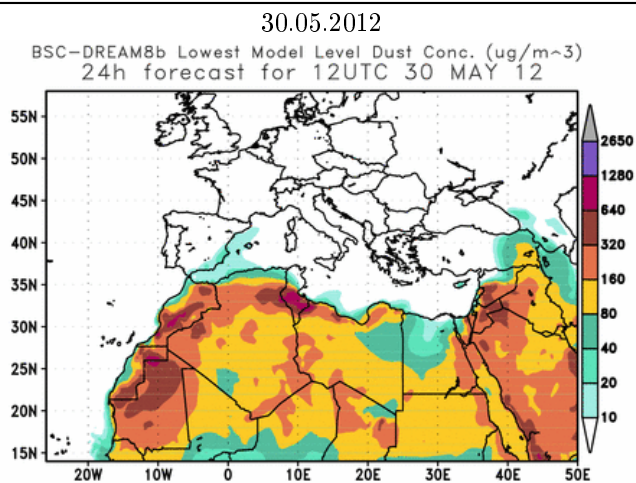 30.05.2012
BSC-DREAM8b Lowest Model Level Dust Conc. (ug/m^3)
24h forecast for 12UTC 30 MAY 12
55N
50N
45N
40N
35N
30N
25N
20N
15N
20W 10W 0 10E 20E 30E 40E 50E
2650
1280
640
320
160
80
40
20
10